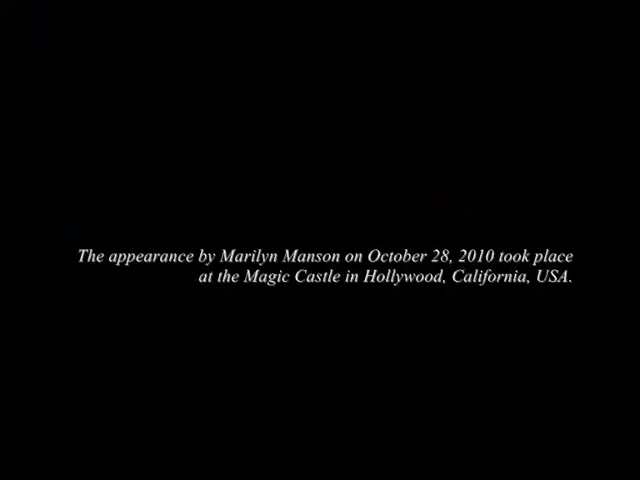 The appearance by Marilyn Manson on October 28, 2010 took place
at the Magic Castle in Hollywood, California, USA.